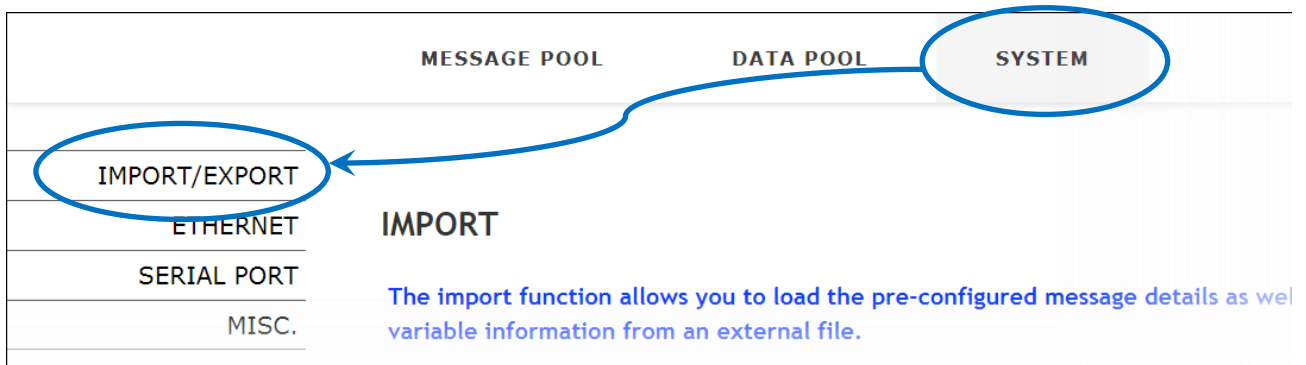 MESSAGE POOL DATA POOL SYSTEM
IMPORT/EXPORT
ETHERNET
SERIAL PORT
MISC.
IMPORT
The import function allows you to load the pre-configured message details as wel
variable information from an external file.